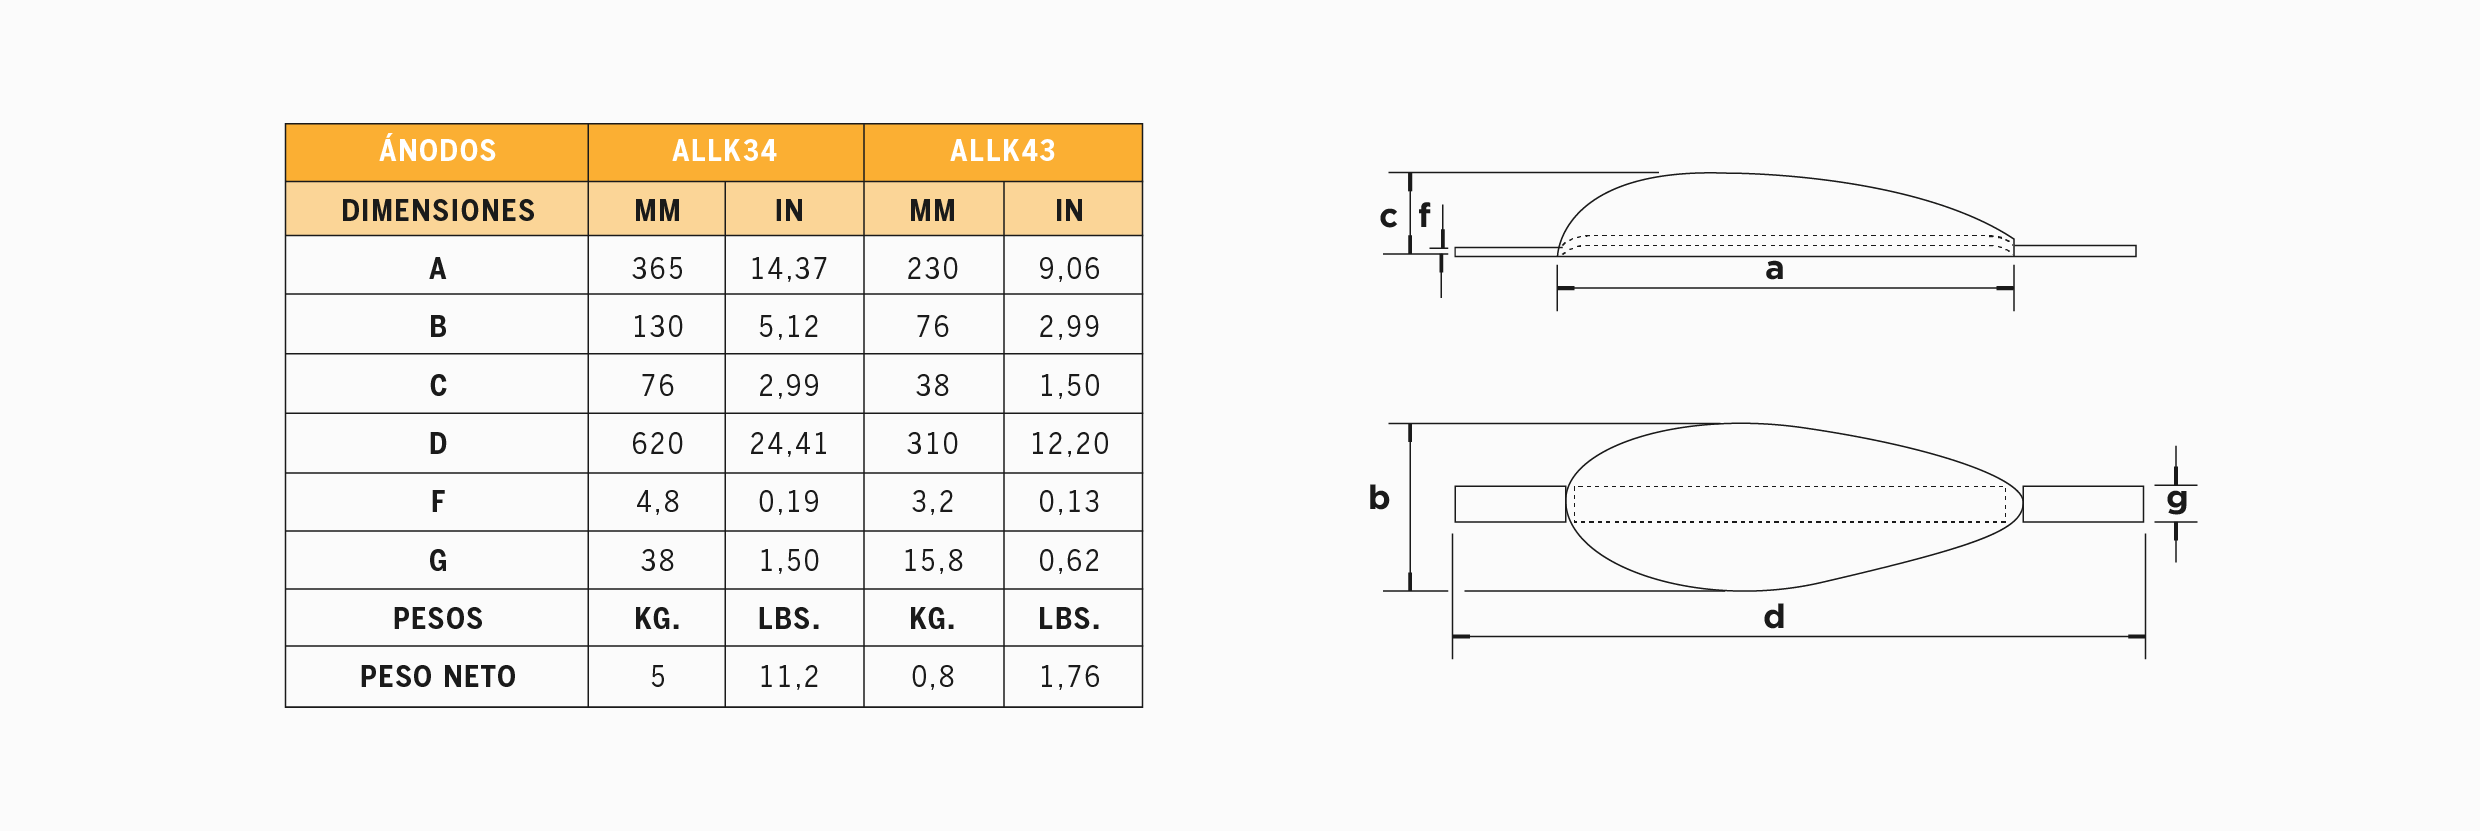 ÁNODOS ALLK34 ALLK43
DIMENSIONES MM IN MM IN
A 365 14,37 230 9,06
B 130 5,12 76 2,99
C 76 2,99 38 1,50
D 620 24,41 310 12,20
F 4,8 0,19 3,2 0,13
G 38 1,50 15,8 0,62
PESOS KG. LBS. KG. LBS.
PESO NETO 5 11,2 0,8 1,76
c f
a
b
g
d